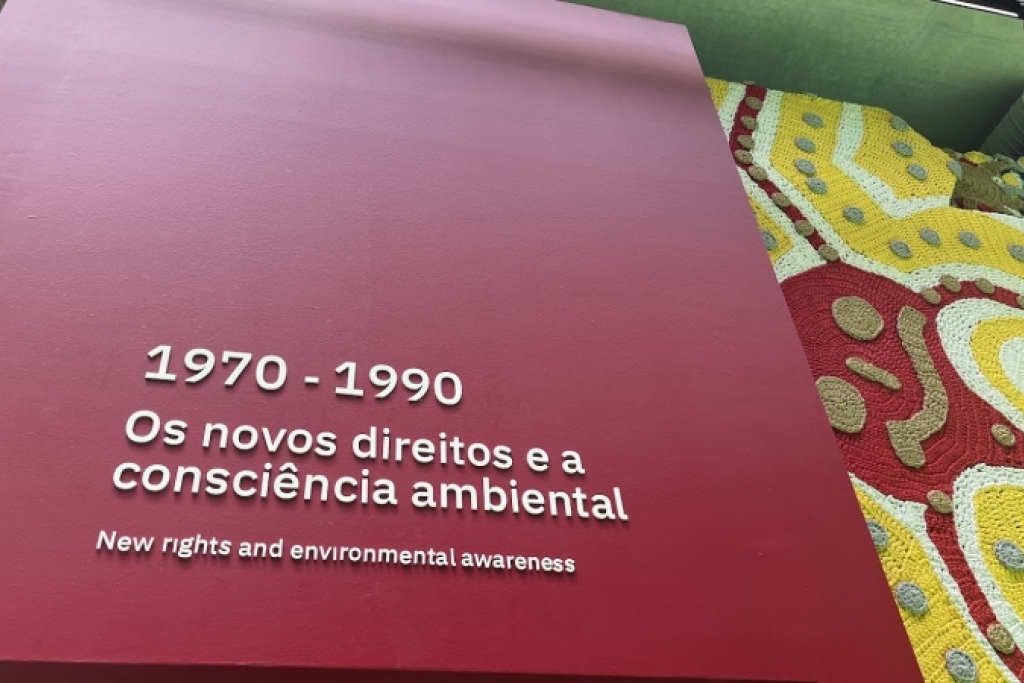 1970 - 1990
Os novos direitos e a
consciência ambiental
New rights and environmental awareness